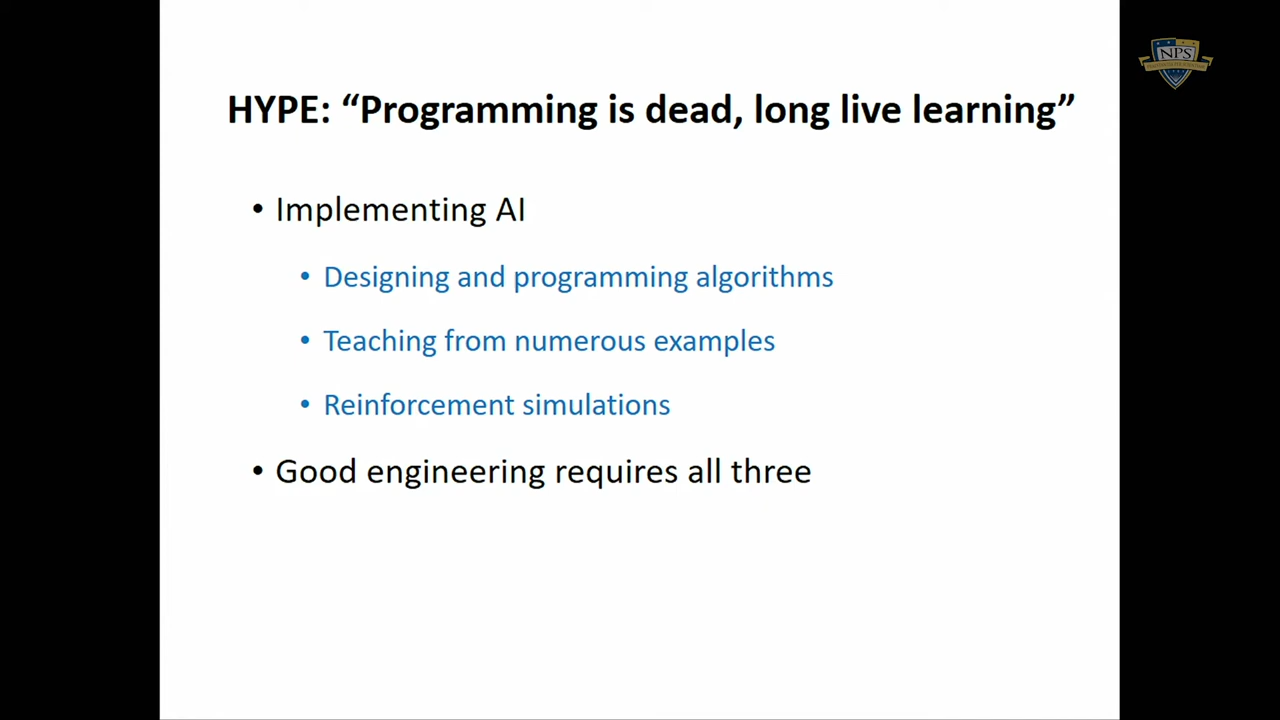 NPS
HYPE: “Programming is dead, long live learning”
• Implementing AI
• Designing and programming algorithms
• Teaching from numerous examples
• Reinforcement simulations
• Good engineering requires all three